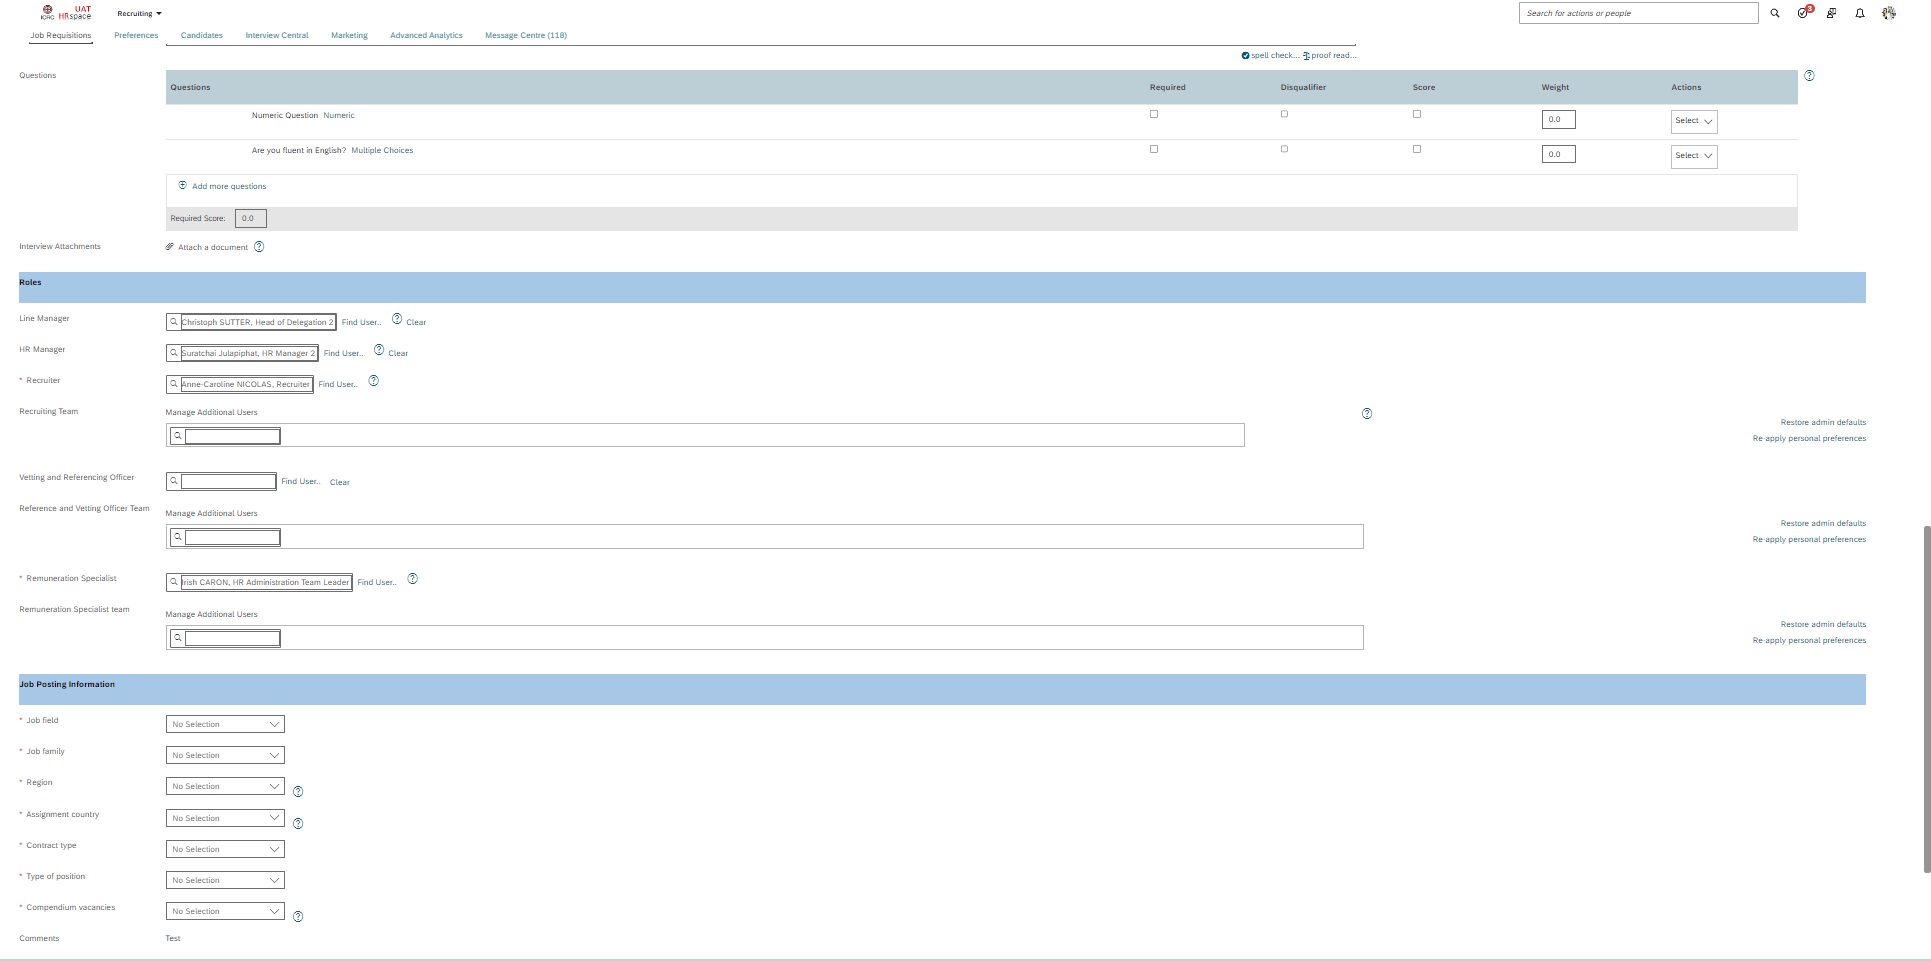 ICRC UAT HRspace Recruiting Search for actions or people 3
Job Requisitions Preferences Candidates Interview Central Marketing Advanced Analytics Message Centre (118)
spell check... proof read...
Questions
Questions Required Disqualifier Score Weight Actions
Numeric Question Numeric 0.0 Select
Are you fluent in English? Multiple Choices 0.0 Select
Add more questions
Required Score: 0.0
Interview Attachments Attach a document
Roles
Line Manager Christoph SUTTER, Head of Delegation 2 Find User.. Clear
HR Manager Suratchai Julapiphat, HR Manager 2 Find User.. Clear
* Recruiter Anne-Caroline NICOLAS, Recruiter Find User..
Recruiting Team Manage Additional Users
Restore admin defaults
Re-apply personal preferences
Vetting and Referencing Officer Find User.. Clear
Reference and Vetting Officer Team Manage Additional Users
Restore admin defaults
Re-apply personal preferences
* Remuneration Specialist Irish CARON, HR Administration Team Leader Find User..
Remuneration Specialist team Manage Additional Users
Restore admin defaults
Re-apply personal preferences
Job Posting Information
* Job field No Selection
* Job family No Selection
* Region No Selection
* Assignment country No Selection
* Contract type No Selection
* Type of position No Selection
* Compendium vacancies No Selection
Comments Test